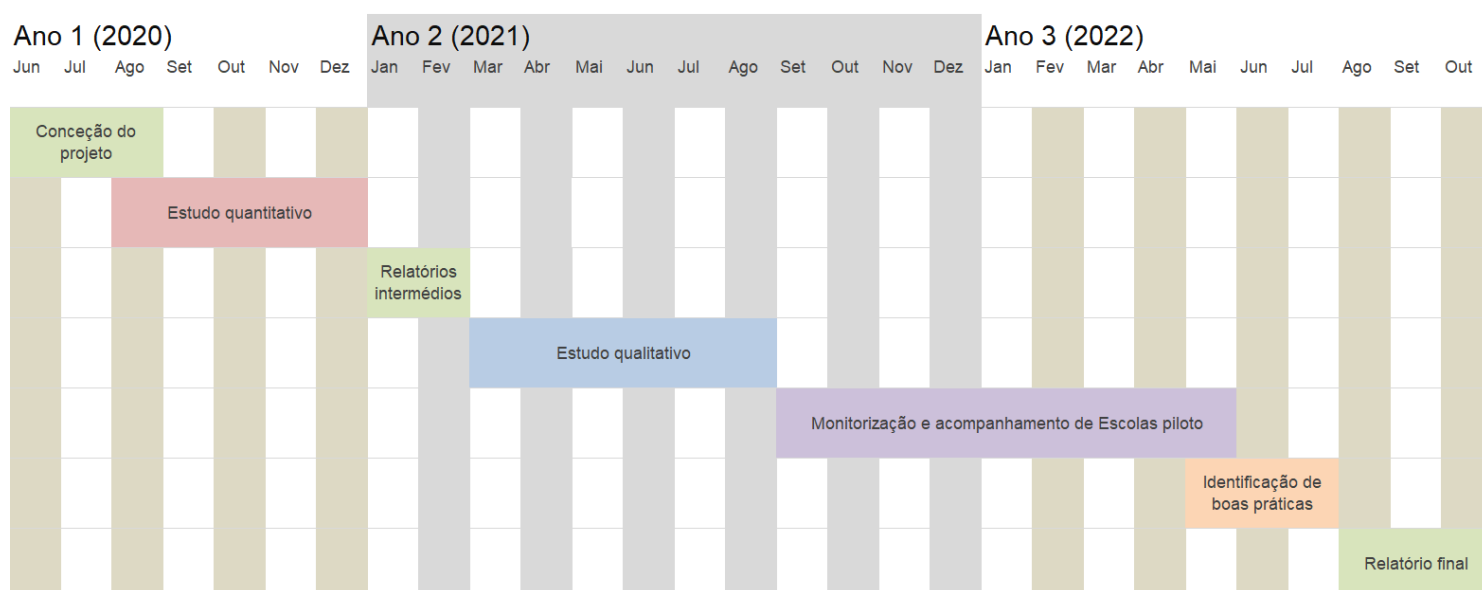 Ano 1 (2020) Ano 2 (2021) Ano 3 (2022)
Jun Jul Ago Set Out Nov Dez Jan Fev Mar Abr Mai Jun Jul Ago Set Out Nov Dez Jan Fev Mar Abr Mai Jun Jul Ago Set Out
Conceção do
projeto
Estudo quantitativo
Relatórios
intermédios
Estudo qualitativo
Monitorização e acompanhamento de Escolas piloto
Identificação de
boas práticas
Relatório final